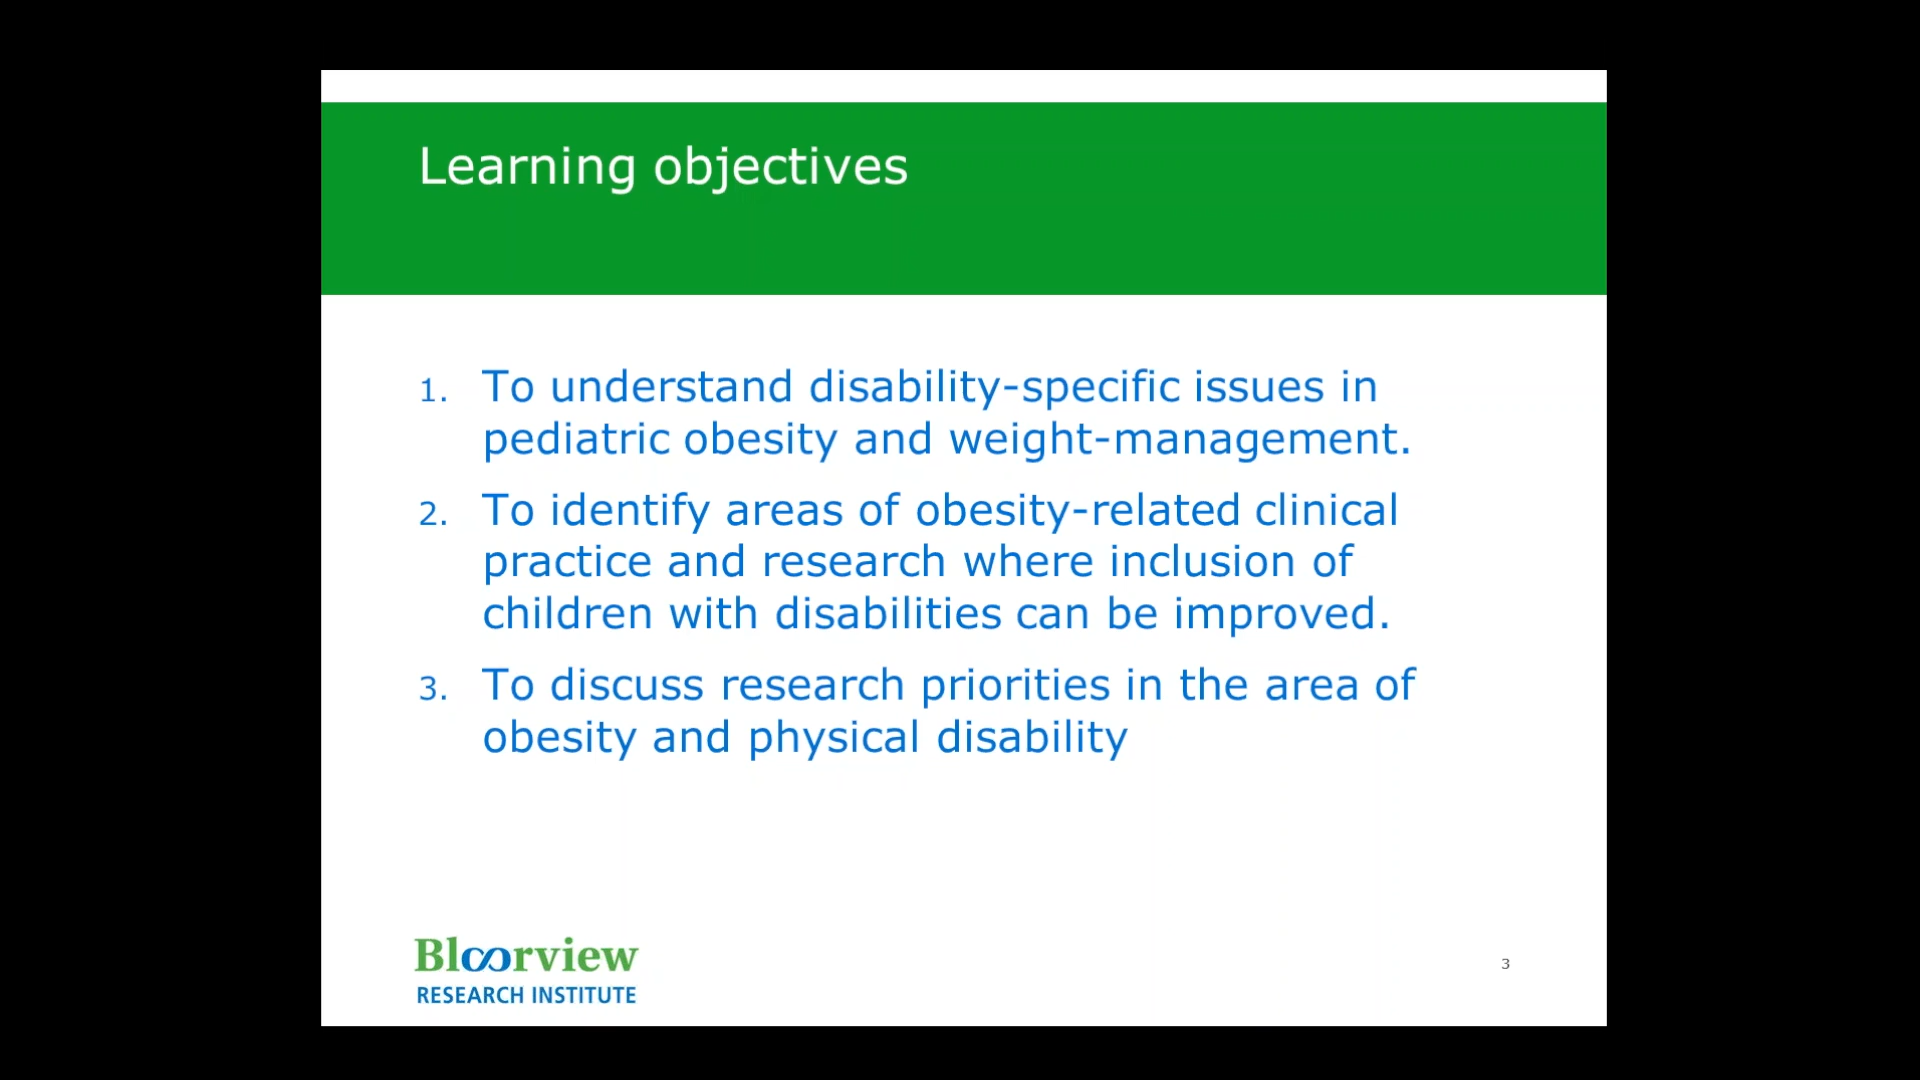 Learning objectives
1. To understand disability-specific issues in
pediatric obesity and weight-management.
2. To identify areas of obesity-related clinical
practice and research where inclusion of
children with disabilities can be improved.
3. To discuss research priorities in the area of
obesity and physical disability
Bloorview
RESEARCH INSTITUTE
3